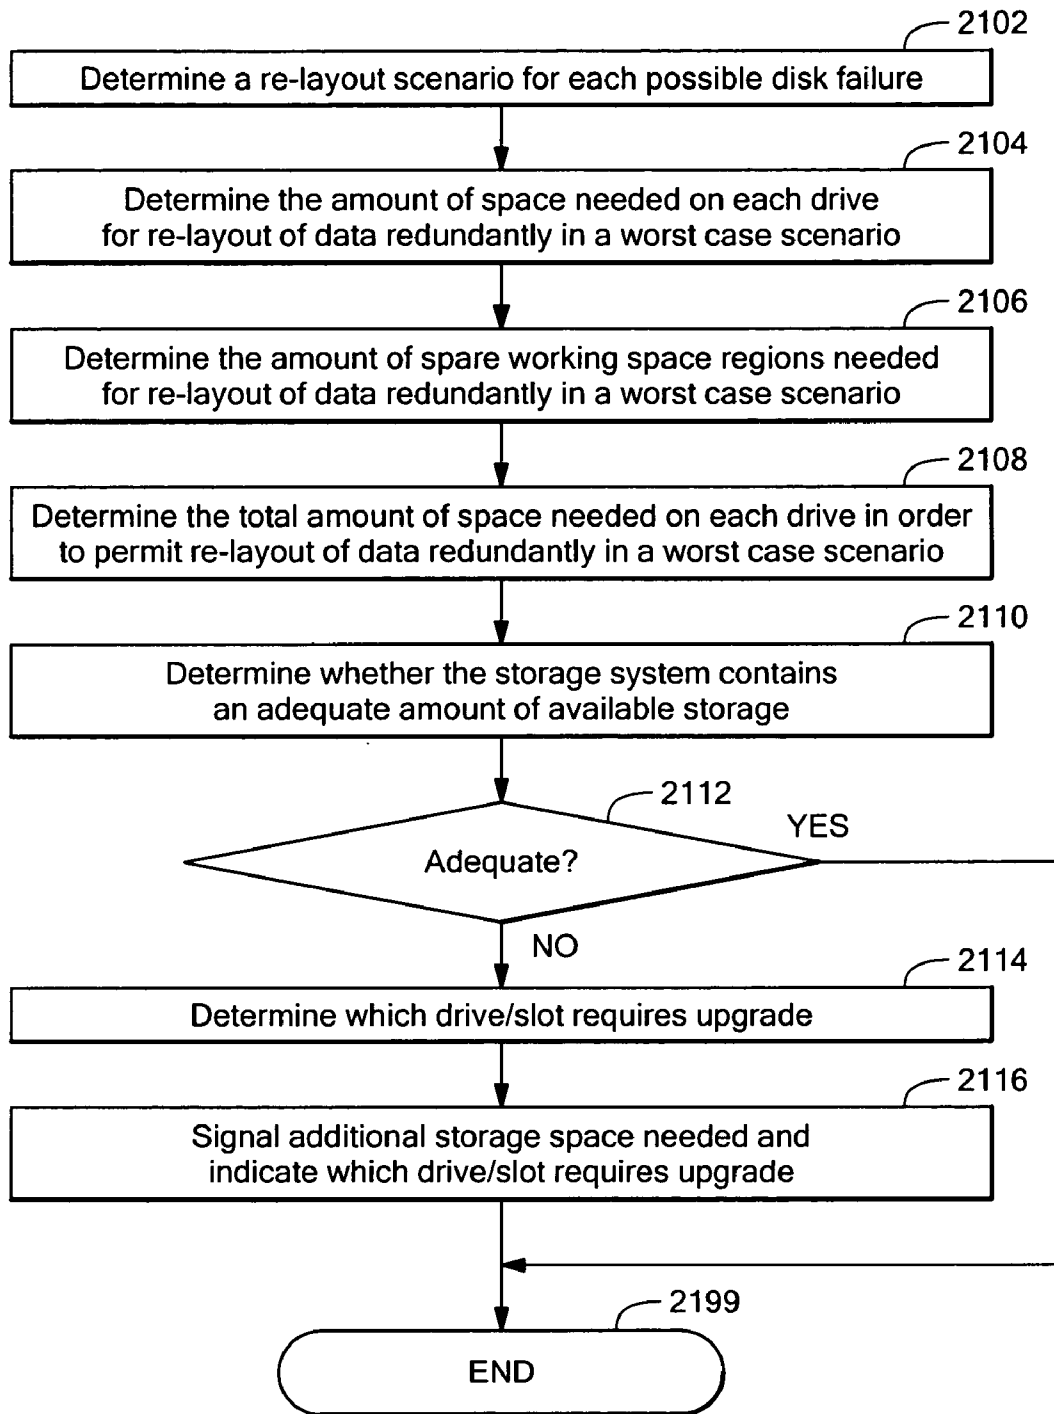 2102
Determine a re-layout scenario for each possible disk failure
2104
Determine the amount of space needed on each drive
for re-layout of data redundantly in a worst case scenario
2106
Determine the amount of spare working space regions needed
for re-layout of data redundantly in a worst case scenario
2108
Determine the total amount of space needed on each drive in order
to permit re-layout of data redundantly in a worst case scenario
2110
Determine whether the storage system contains
an adequate amount of available storage
2112
YES
Adequate?
NO
2114
Determine which drive/slot requires upgrade
2116
Signal additional storage space needed and
indicate which drive/slot requires upgrade
2199
END